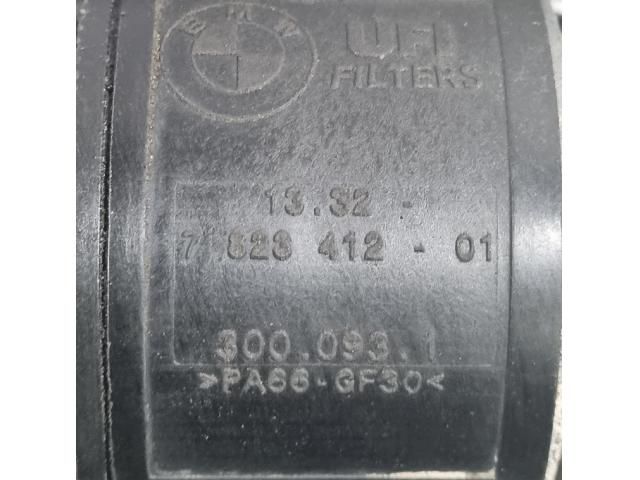 BMW
UFI
FILTERS
13.32 -
7 823 412 - 01
300.093.1
>PA66-GF30<